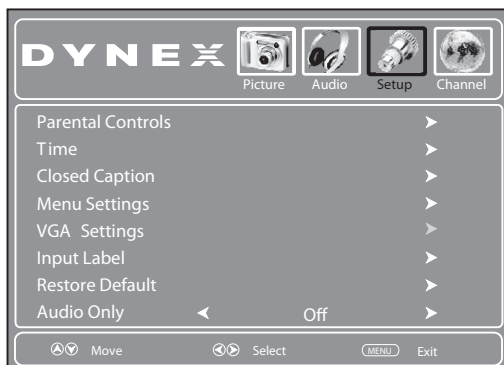 DYNEX
Picture Audio Setup Channel
Parental Controls
Time
Closed Caption
Menu Settings
VGA Settings
Input Label
Restore Default
Audio Only Off
Move Select MENU Exit